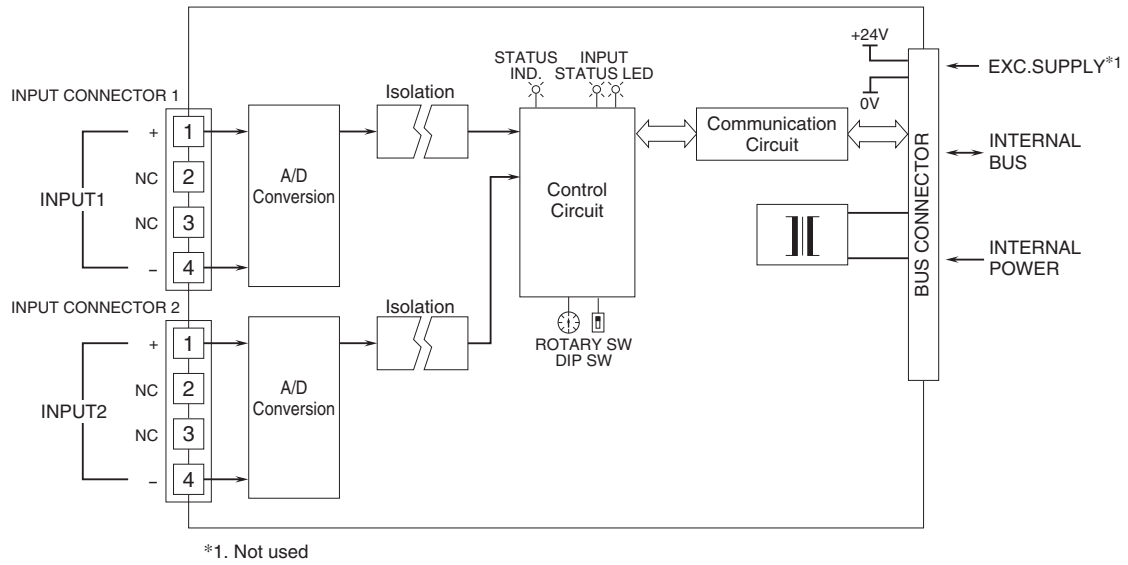 +24V
0V
STATUS
IND.
INPUT
STATUS LED
EXC.SUPPLY*1
INPUT CONNECTOR 1
Isolation
+
1
NC
2
INPUT1
NC
3
–
4
A/D
Conversion
Control
Circuit
Communication
Circuit
BUS CONNECTOR
INTERNAL
BUS
INTERNAL
POWER
INPUT CONNECTOR 2
Isolation
+
1
NC
2
INPUT2
NC
3
–
4
A/D
Conversion
ROTARY SW
DIP SW
*1. Not used